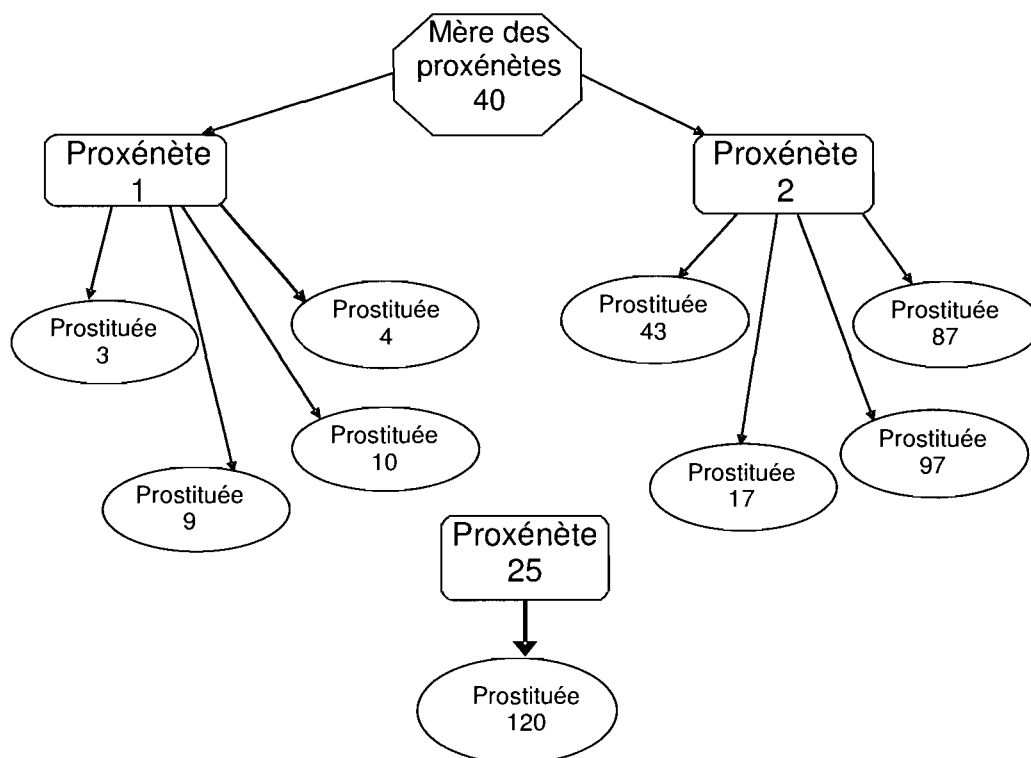 Mère des
proxénètes
40
Proxénète
1
Proxénète
2
Prostituée
3
Prostituée
4
Prostituée
43
Prostituée
87
Prostituée
9
Prostituée
10
Prostituée
17
Prostituée
97
Proxénète
25
Prostituée
120